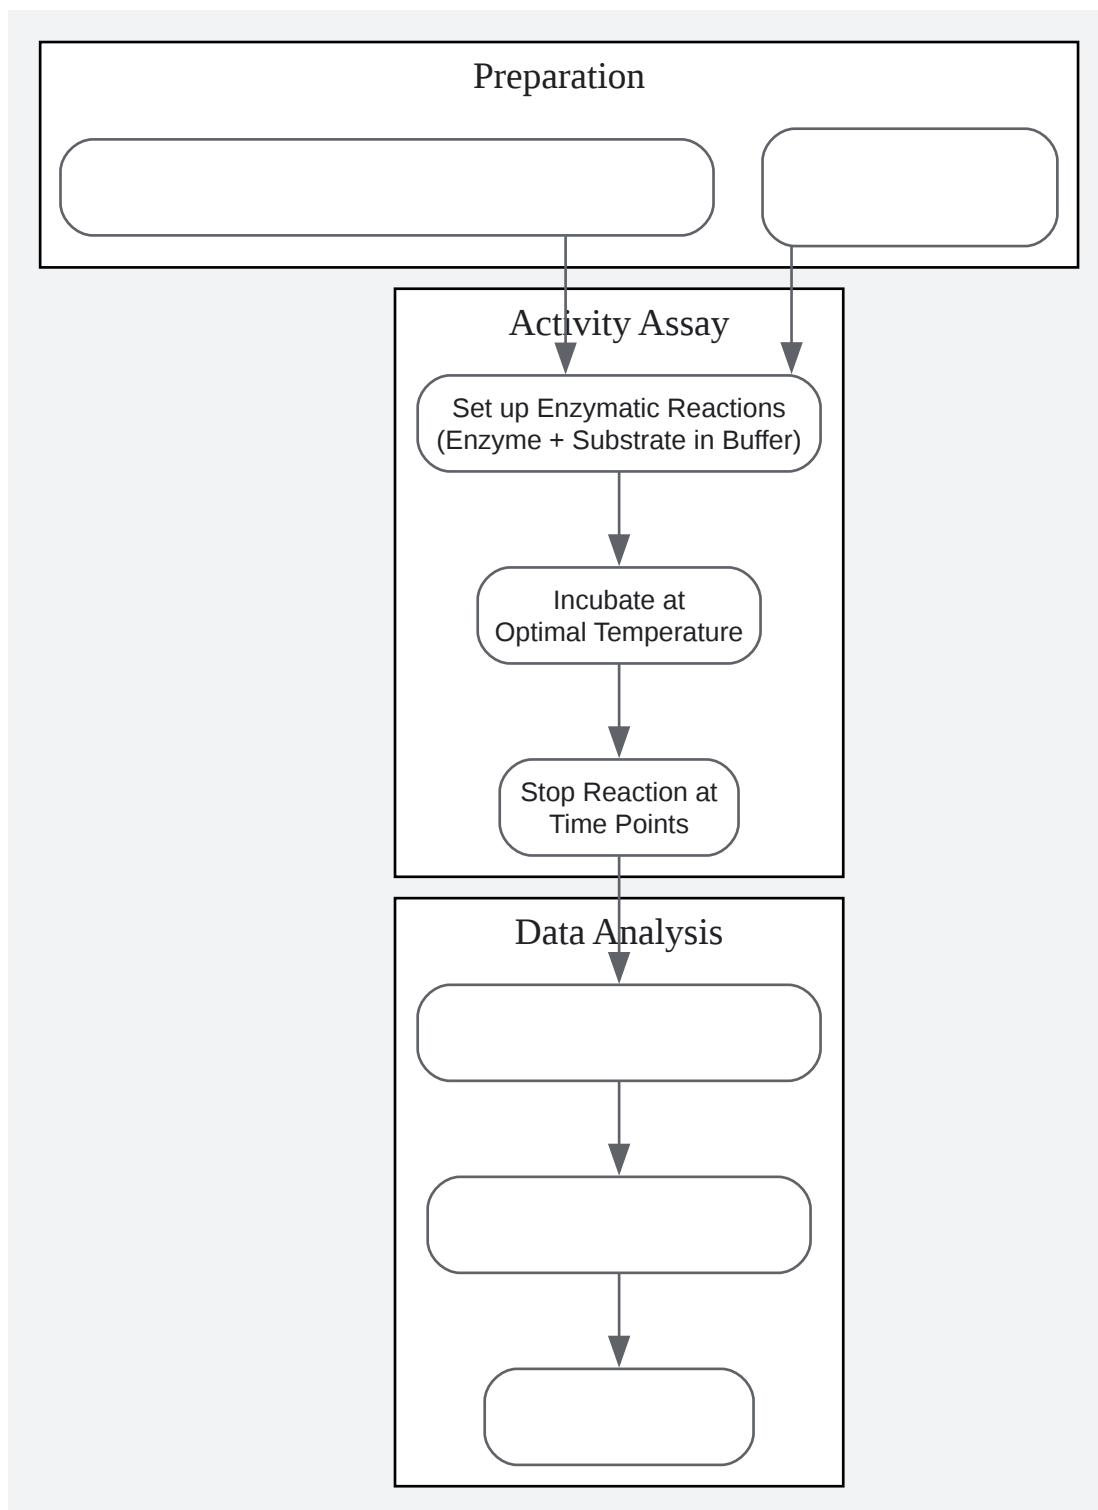 Preparation
Activity Assay
Set up Enzymatic Reactions
(Enzyme + Substrate in Buffer)
Incubate at
Optimal Temperature
Stop Reaction at
Time Points
Data Analysis